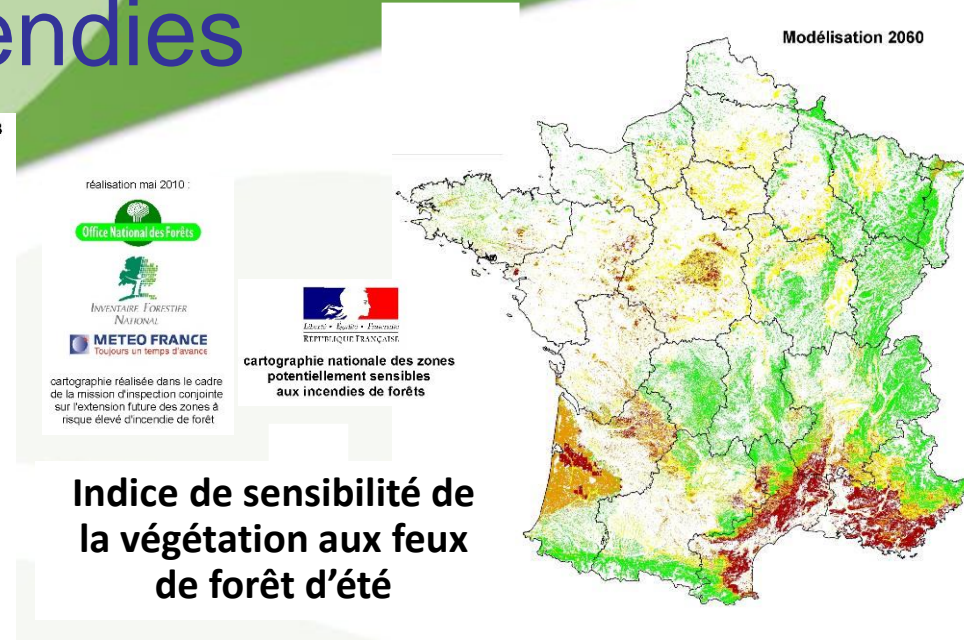 endies
Modélisation 2060
réalisation mai 2010 :
Office National des Forêts
INVENTAIRE FORESTIER
NATIONAL
METEO FRANCE
Toujours un temps d'avance
cartographie réalisée dans le cadre
de la mission d'inspection conjointe
sur l'extension future des zones à
risque élevé d'incendie de forêt
Liberté • Égalité • Fraternité
RÉPUBLIQUE FRANÇAISE
cartographie nationale des zones
potentiellement sensibles
aux incendies de forêts
Indice de sensibilité de
la végétation aux feux
de forêt d’été